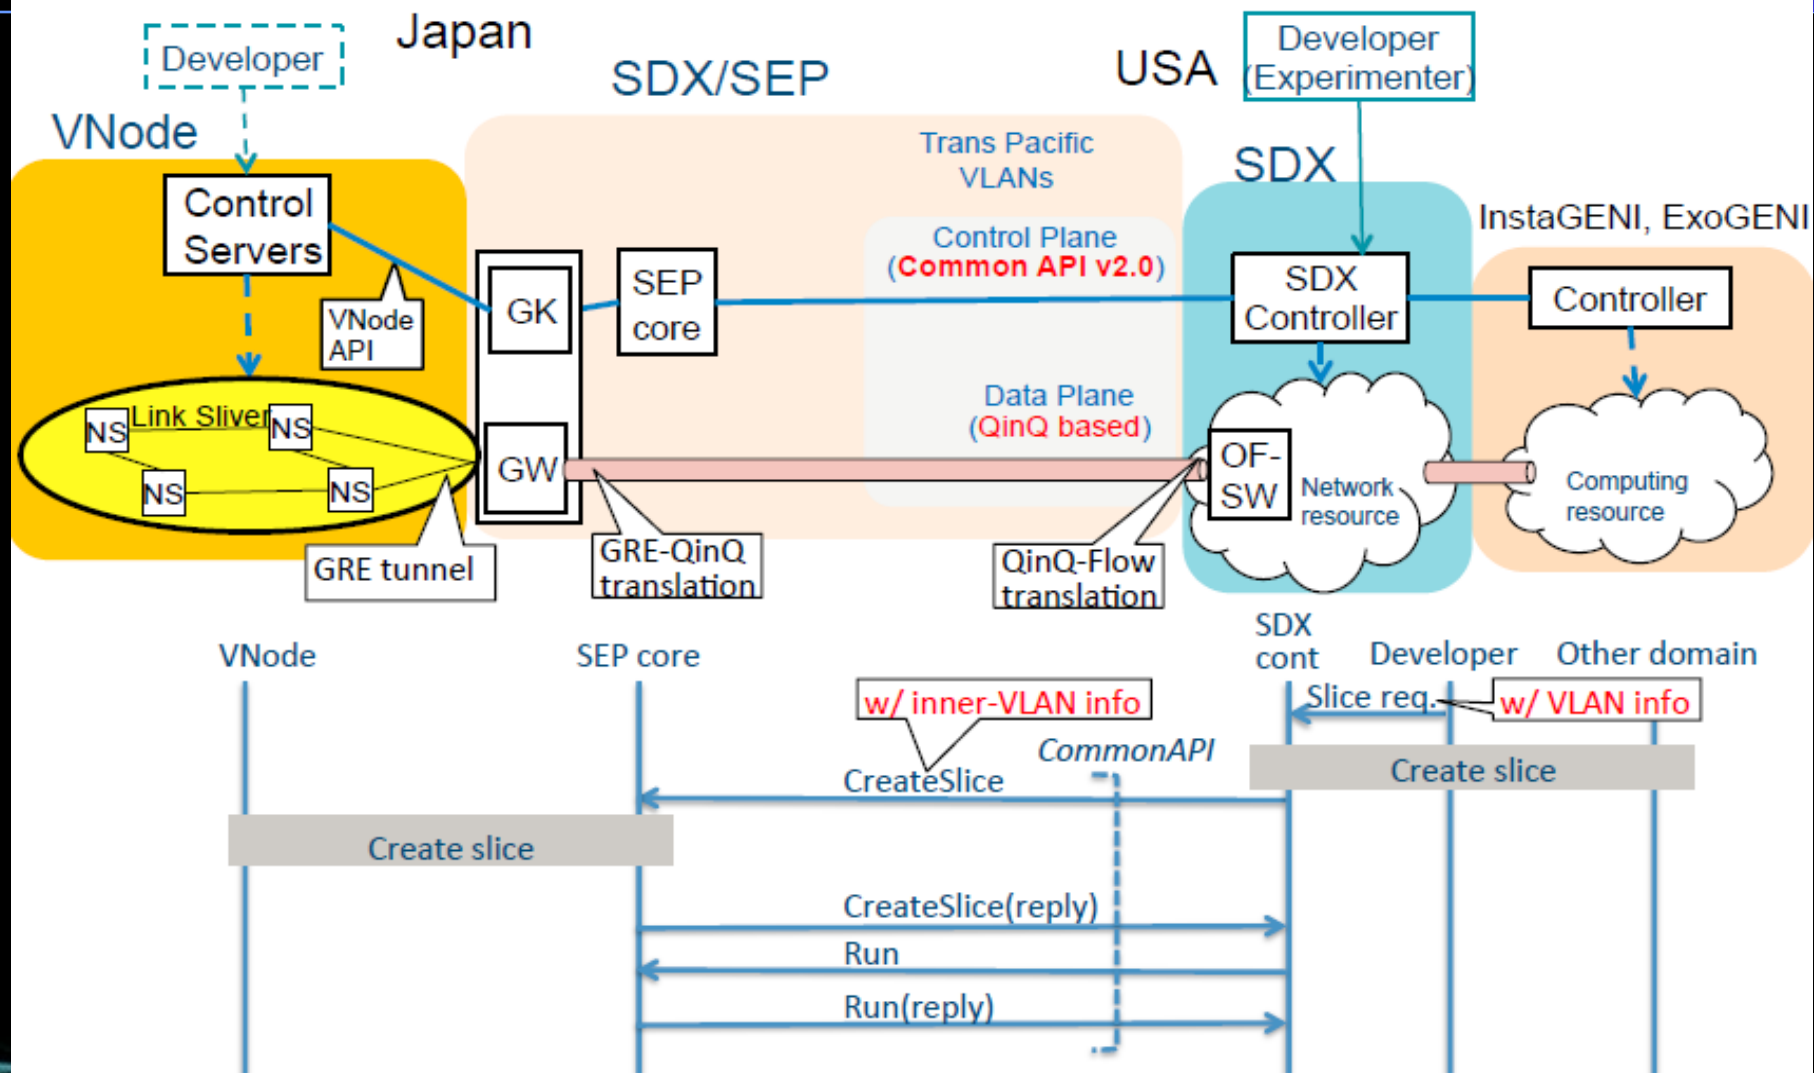 Japan
Developer
SDX/SEP
USA
Developer
(Experimenter)
VNode
SDX
Trans Pacific
VLANs
InstaGENI, ExoGENI
Control
Servers
Control Plane
(Common API v2.0)
GK
SEP
core
SDX
Controller
Controller
VNode
API
Data Plane
(QinQ based)
Link Sliver
NS
NS
NS
NS
GW
OF-
SW
Network
resource
Computing
resource
GRE tunnel
GRE-QinQ
translation
QinQ-Flow
translation
VNode
SEP core
SDX
cont
Developer
Other domain
w/ inner-VLAN info
Slice req.
w/ VLAN info
CommonAPI
CreateSlice
Create slice
Create slice
CreateSlice(reply)
Run
Run(reply)